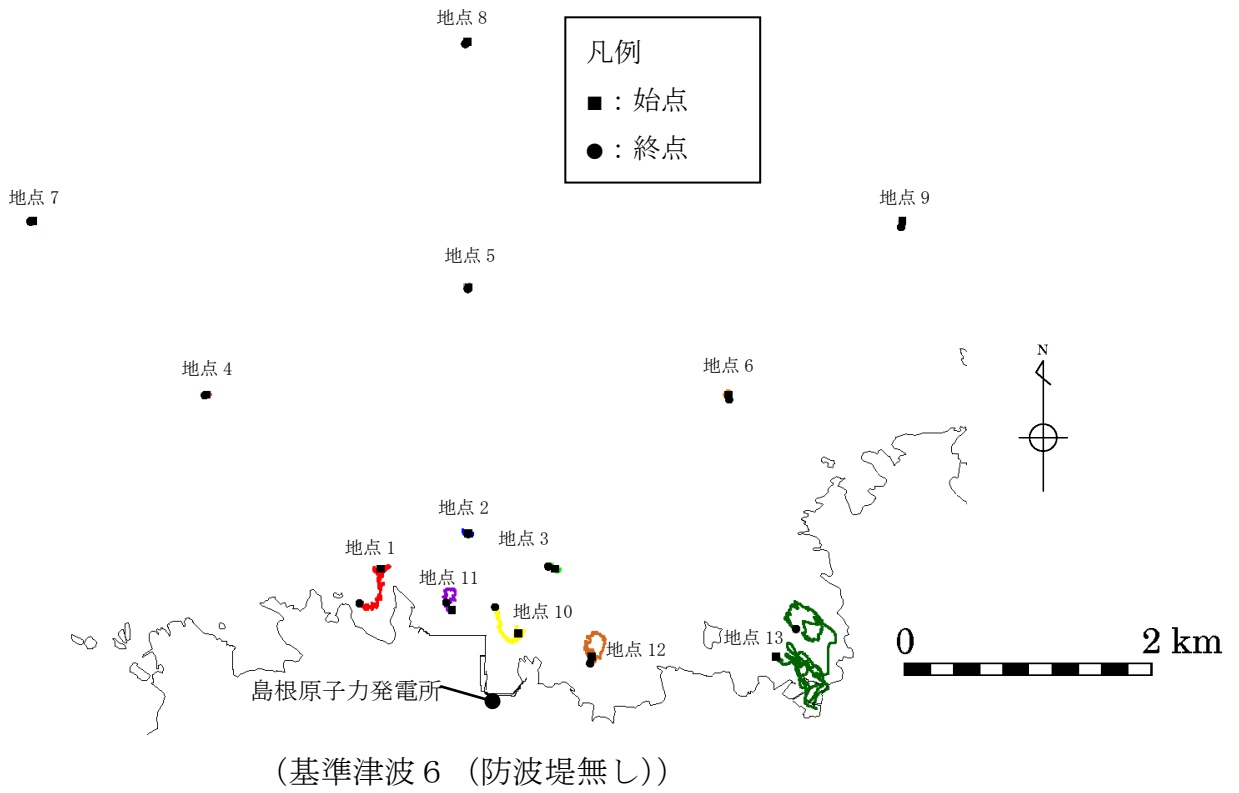 地点 8
凡例
■：始点
●：終点
地点 7
地点 9
地点 5
地点 4
地点 6
N
地点 2
地点 3
地点 1
地点 11
地点 10
地点 12
地点 13
0 2 km
島根原子力発電所
（基準津波６（防波堤無し））